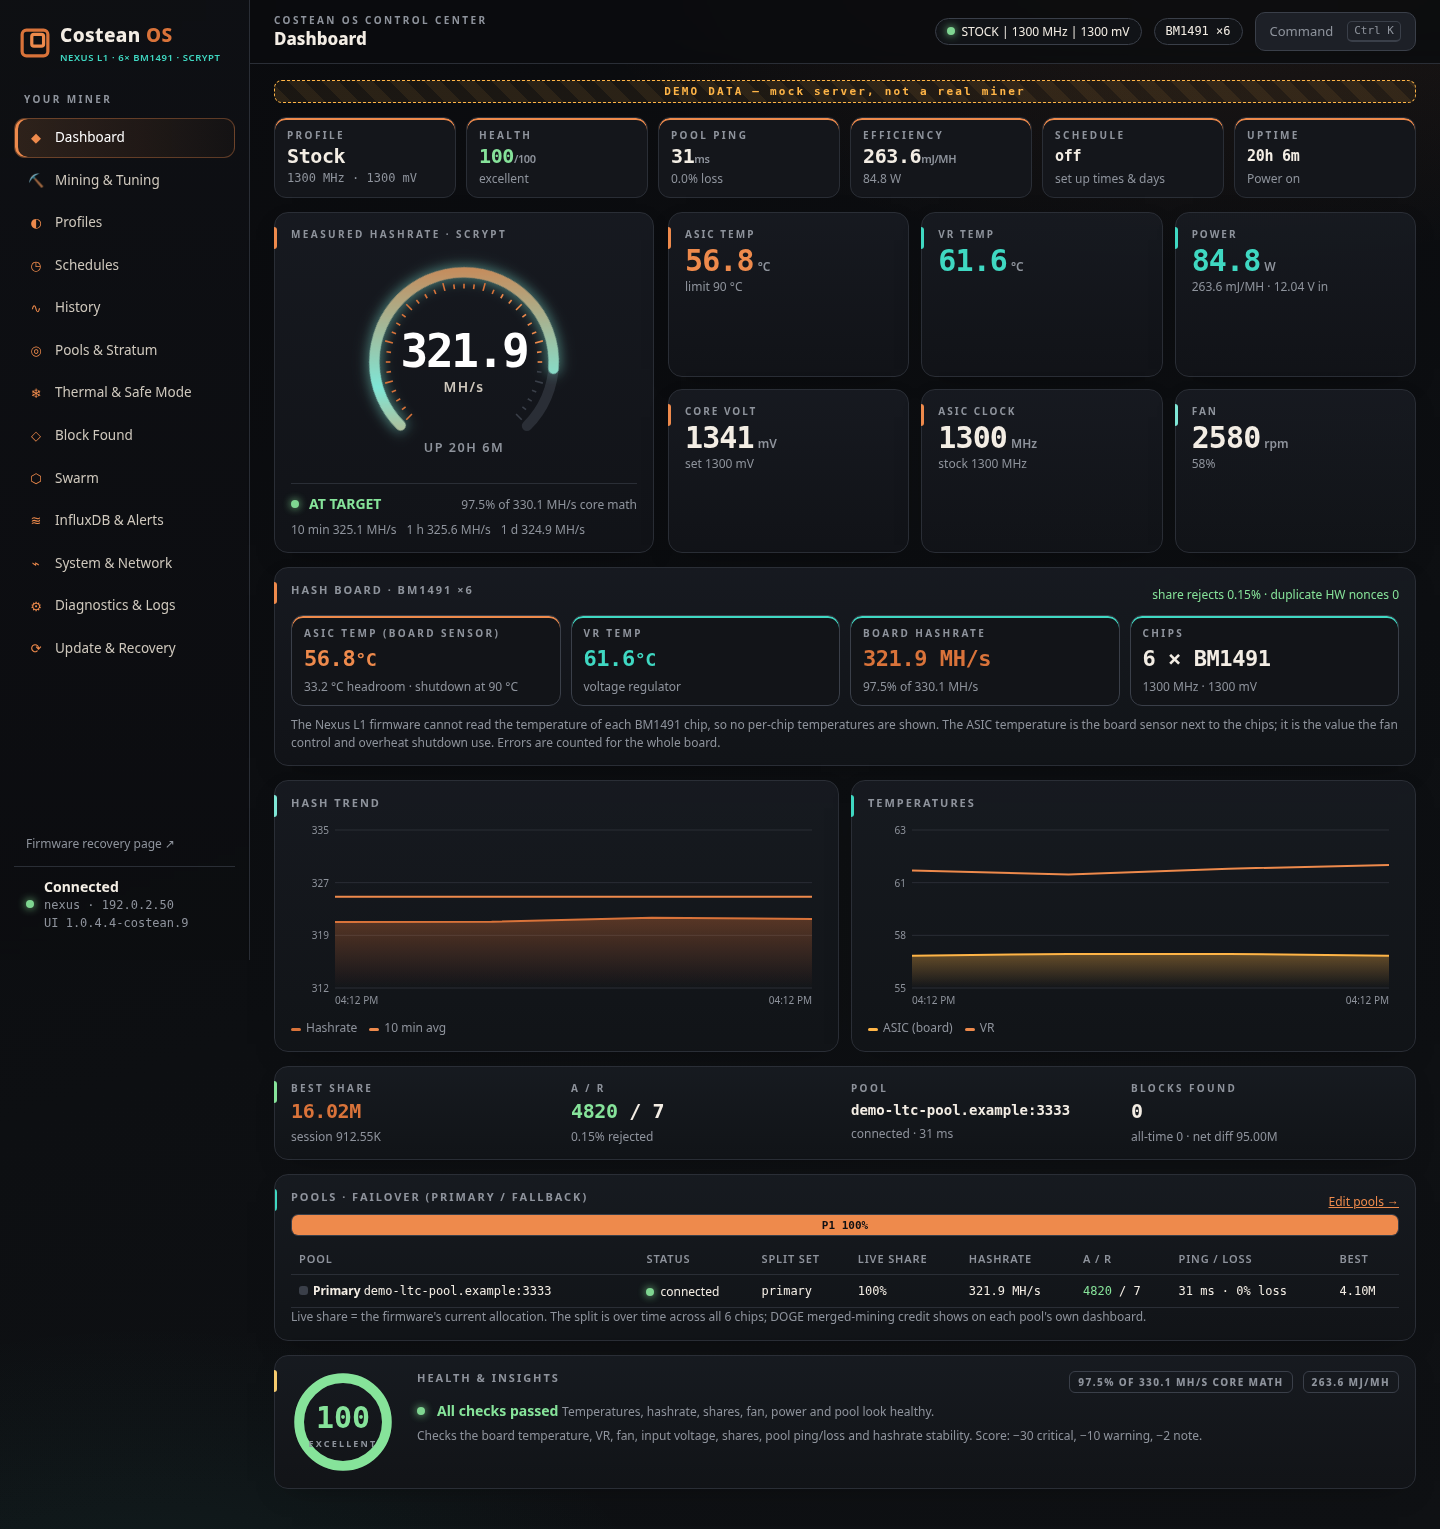 Costean OS
NEXUS L1 · 6× BM1491 · SCRYPT
YOUR MINER
Dashboard
Mining & Tuning
Profiles
Schedules
History
Pools & Stratum
Thermal & Safe Mode
Block Found
Swarm
InfluxDB & Alerts
System & Network
Diagnostics & Logs
Update & Recovery
Firmware recovery page ↗
Connected
nexus · 192.0.2.50
UI 1.0.4.4-costean.9
COSTEAN OS CONTROL CENTER
Dashboard
STOCK | 1300 MHz | 1300 mV
BM1491 ×6
Command Ctrl K
DEMO DATA — mock server, not a real miner
PROFILE
Stock
1300 MHz · 1300 mV
HEALTH
100/100
excellent
POOL PING
31ms
0.0% loss
EFFICIENCY
263.6mJ/MH
84.8 W
SCHEDULE
off
set up times & days
UPTIME
20h 6m
Power on
MEASURED HASHRATE · SCRYPT
321.9
MH/s
UP 20H 6M
AT TARGET 97.5% of 330.1 MH/s core math
10 min 325.1 MH/s 1 h 325.6 MH/s 1 d 324.9 MH/s
ASIC TEMP
56.8 °C
limit 90 °C
VR TEMP
61.6 °C
POWER
84.8 W
263.6 mJ/MH · 12.04 V in
CORE VOLT
1341 mV
set 1300 mV
ASIC CLOCK
1300 MHz
stock 1300 MHz
FAN
2580 rpm
58%
HASH BOARD · BM1491 ×6
share rejects 0.15% · duplicate HW nonces 0
ASIC TEMP (BOARD SENSOR)
56.8°C
33.2 °C headroom · shutdown at 90 °C
VR TEMP
61.6°C
voltage regulator
BOARD HASHRATE
321.9 MH/s
97.5% of 330.1 MH/s
CHIPS
6 × BM1491
1300 MHz · 1300 mV
The Nexus L1 firmware cannot read the temperature of each BM1491 chip, so no per-chip temperatures are shown. The ASIC temperature is the board sensor next to the chips; it is the value the fan
control and overheat shutdown use. Errors are counted for the whole board.
HASH TREND
335
327
319
312
04:12 PM 04:12 PM
Hashrate 10 min avg
TEMPERATURES
63
61
58
55
04:12 PM 04:12 PM
ASIC (board) VR
BEST SHARE
16.02M
session 912.55K
A / R
4820 / 7
0.15% rejected
POOL
demo-ltc-pool.example:3333
connected · 31 ms
BLOCKS FOUND
0
all-time 0 · net diff 95.00M
POOLS · FAILOVER (PRIMARY / FALLBACK)
Edit pools →
P1 100%
POOL STATUS SPLIT SET LIVE SHARE HASHRATE A / R PING / LOSS BEST
Primary demo-ltc-pool.example:3333 connected primary 100% 321.9 MH/s 4820 / 7 31 ms · 0% loss 4.10M
Live share = the firmware's current allocation. The split is over time across all 6 chips; DOGE merged-mining credit shows on each pool's own dashboard.
100
EXCELLENT
HEALTH & INSIGHTS
97.5% OF 330.1 MH/S CORE MATH
263.6 MJ/MH
All checks passed Temperatures, hashrate, shares, fan, power and pool look healthy.
Checks the board temperature, VR, fan, input voltage, shares, pool ping/loss and hashrate stability. Score: −30 critical, −10 warning, −2 note.